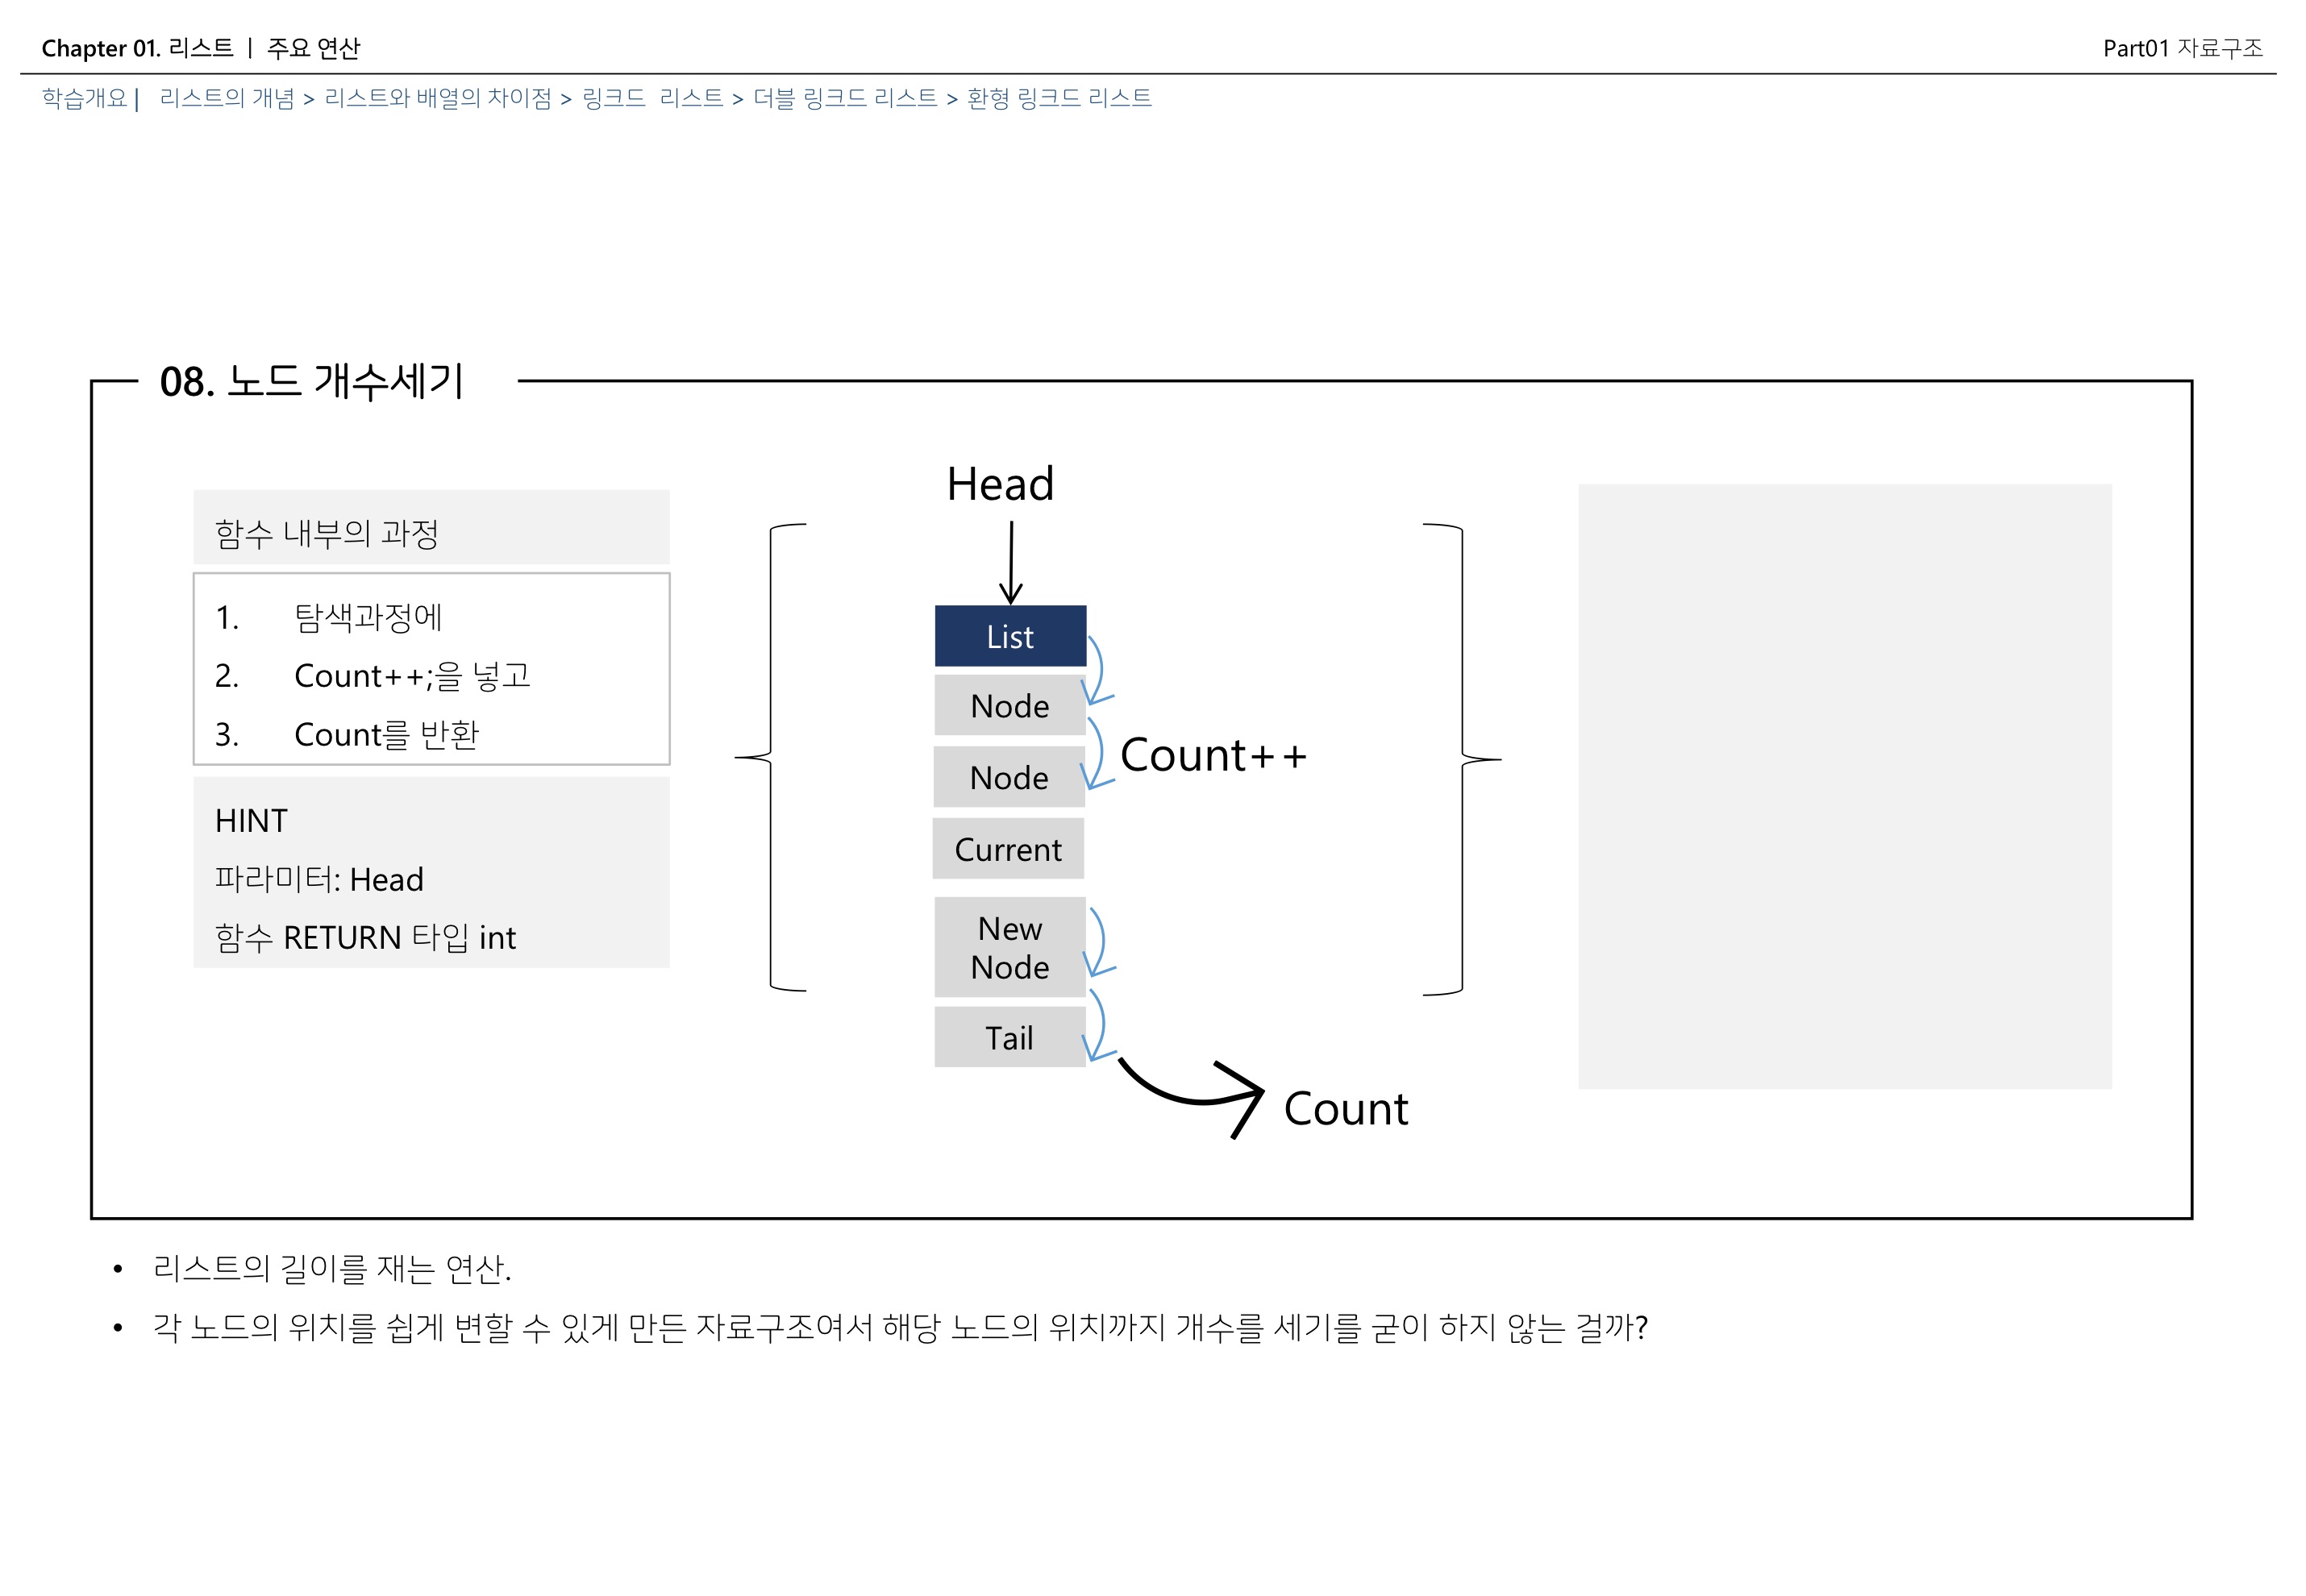 Chapter 01. 리스트 | 주요 연산
Part01 자료구조
학습개요| 리스트의 개념 > 리스트와 배열의 차이점 > 링크드 리스트 > 더블 링크드 리스트 > 환형 링크드 리스트
08. 노드 개수세기
함수 내부의 과정
1. 탐색과정에
2. Count++;을 넣고
3. Count를 반환
HINT
파라미터: Head
함수 RETURN 타입 int
Head
List
Node
Count++
Node
Current
New
Node
Tail
Count
• 리스트의 길이를 재는 연산.
• 각 노드의 위치를 쉽게 변할 수 있게 만든 자료구조여서 해당 노드의 위치까지 개수를 세기를 굳이 하지 않는 걸까?